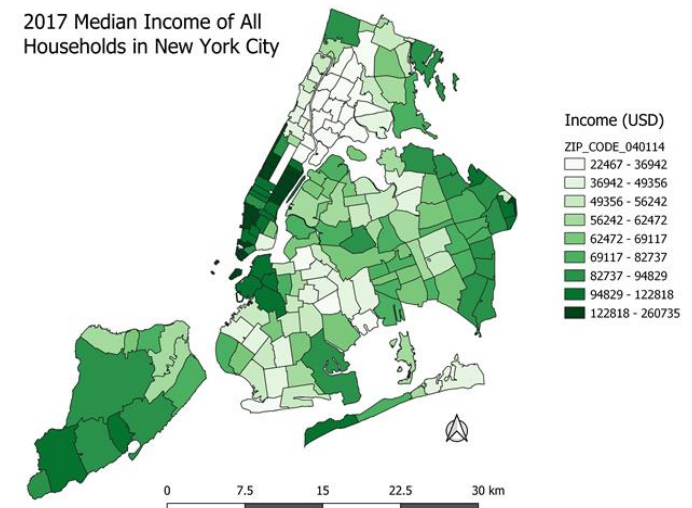 2017 Median Income of All
Households in New York City
Income (USD)
ZIP_CODE_040114
22467 - 36942
36942 - 49356
49356 - 56242
56242 - 62472
62472 - 69117
69117 - 82737
82737 - 94829
94829 - 122818
122818 - 260735
0 7.5 15 22.5 30 km